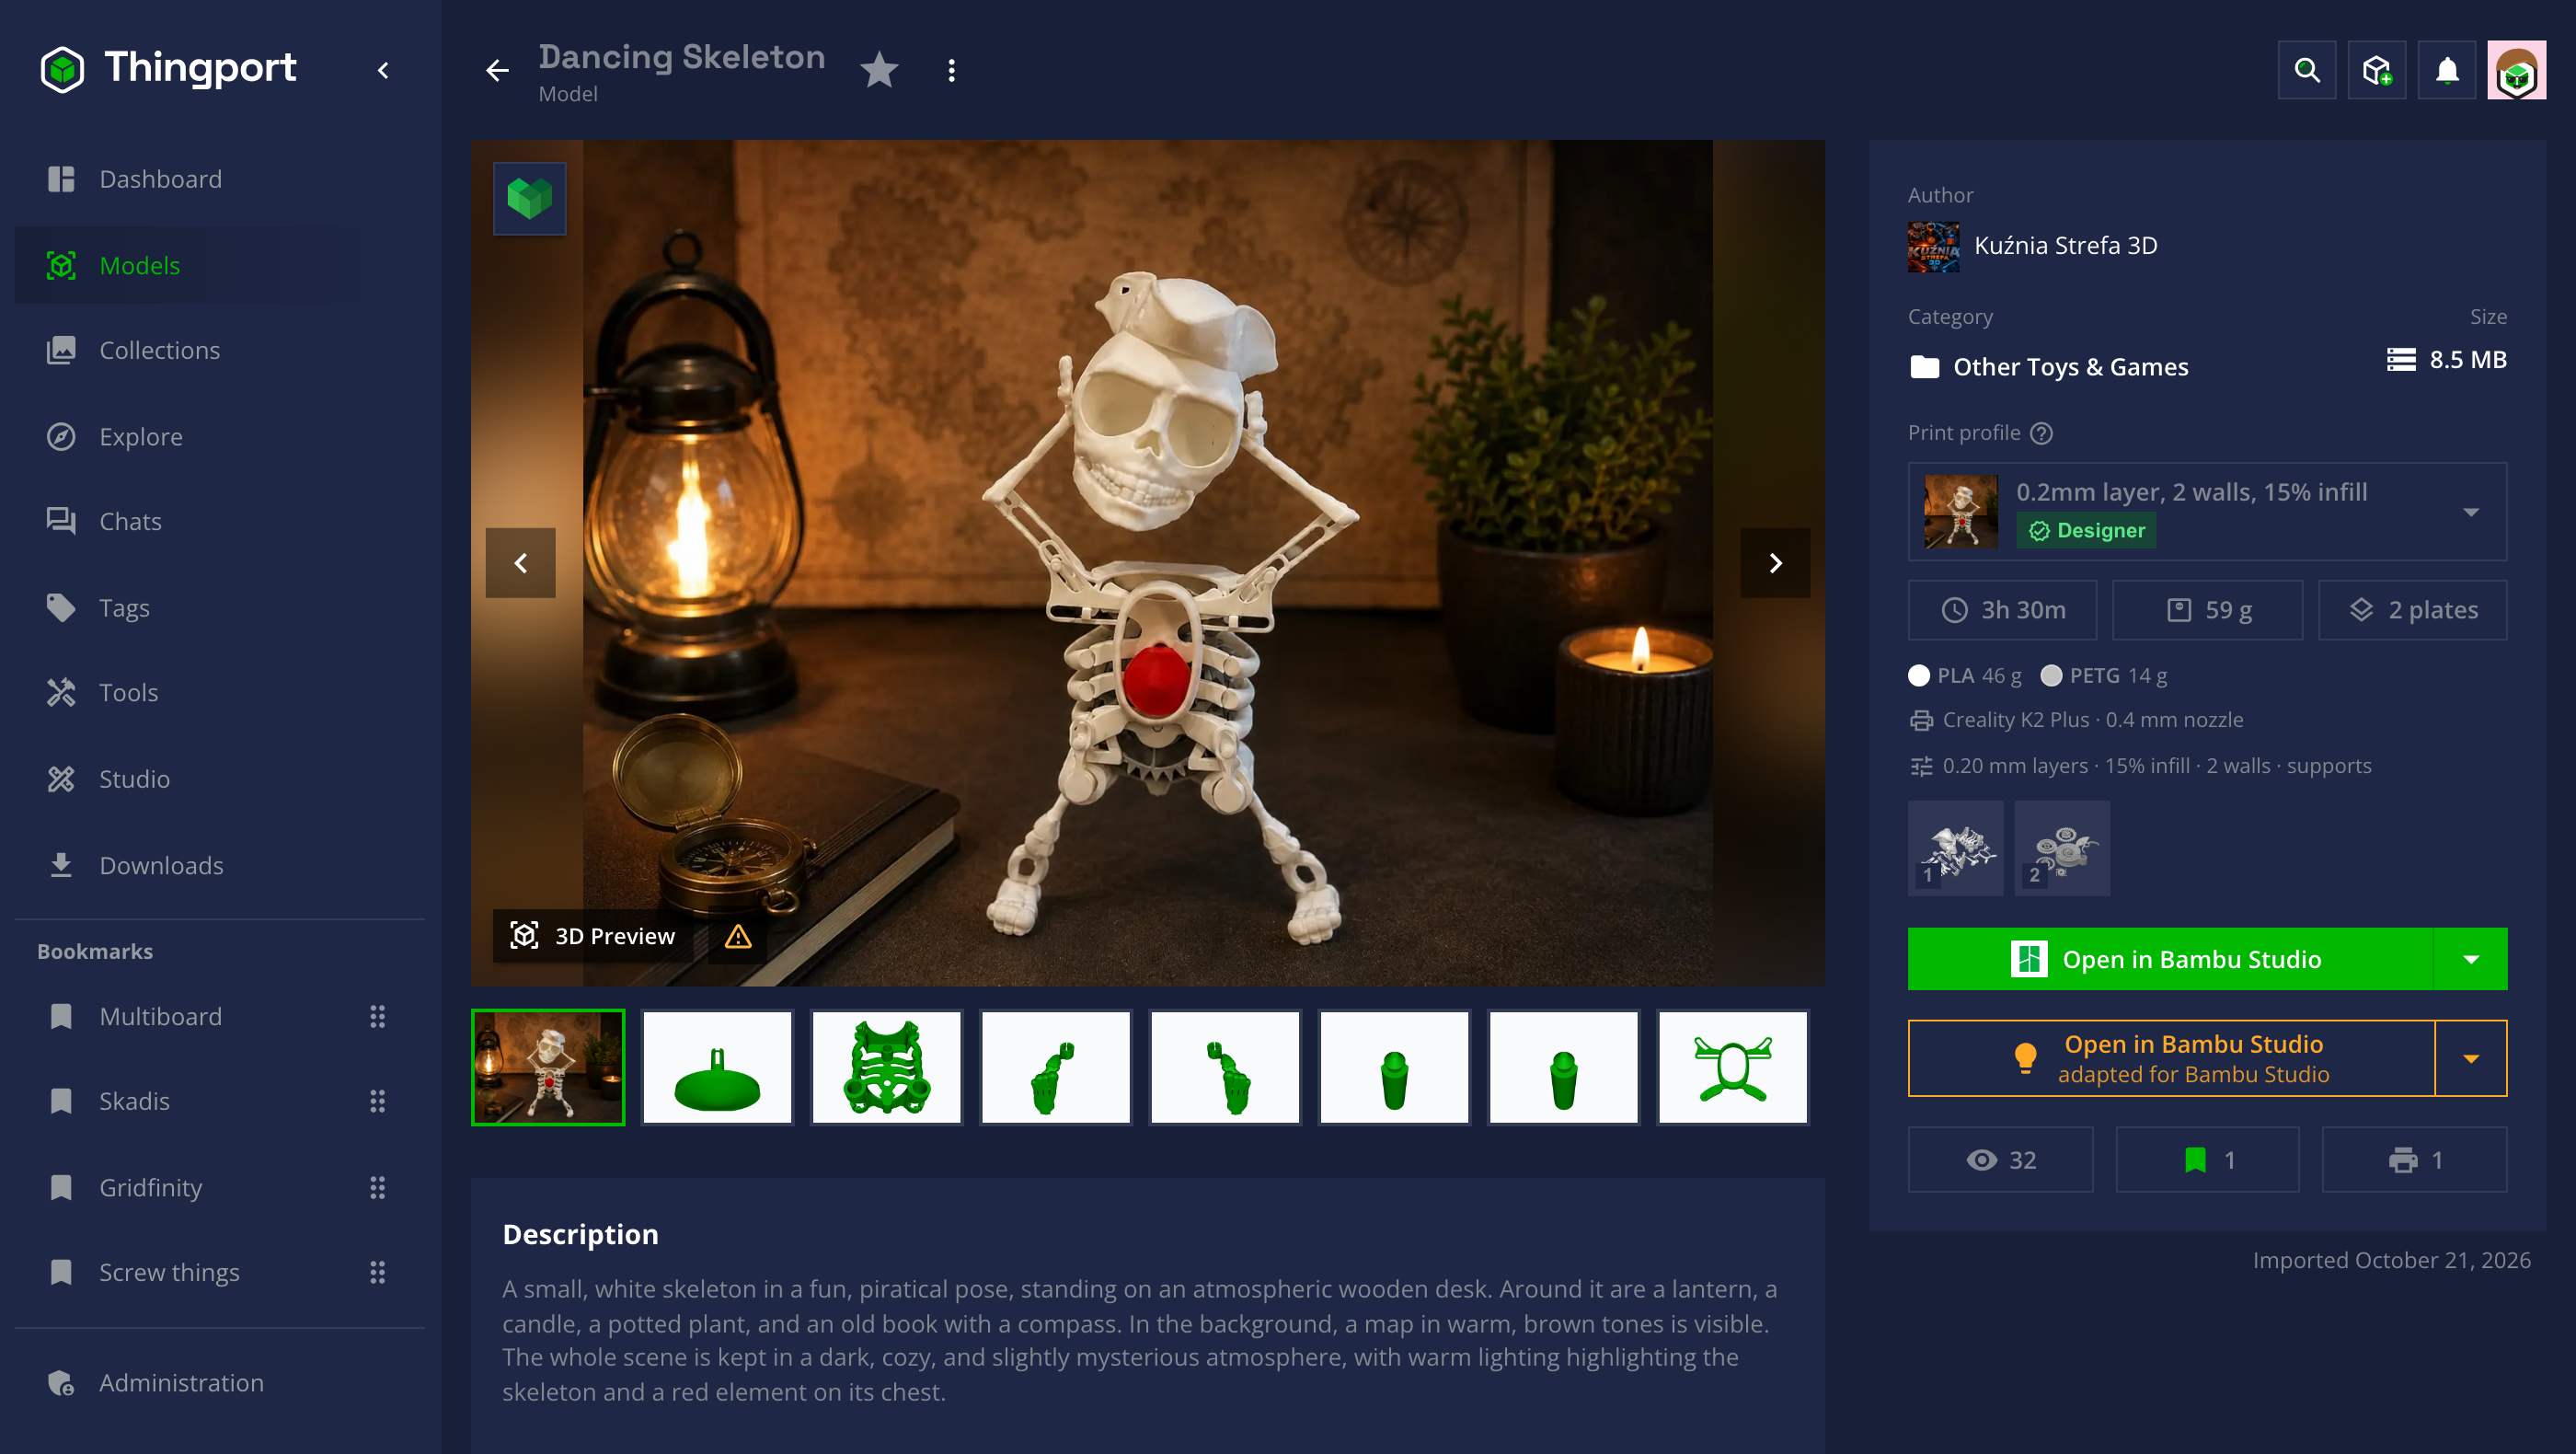 Thingport
Dashboard
Models
Collections
Explore
Chats
Tags
Tools
Studio
Downloads
Bookmarks
Multiboard
Skadis
Gridfinity
Screw things
Administration
Dancing Skeleton
Model
3D Preview
Description
A small, white skeleton in a fun, piratical pose, standing on an atmospheric wooden desk. Around it are a lantern, a
candle, a potted plant, and an old book with a compass. In the background, a map in warm, brown tones is visible.
The whole scene is kept in a dark, cozy, and slightly mysterious atmosphere, with warm lighting highlighting the
skeleton and a red element on its chest.
Author
KUŹNIA
STREFA
3D
Kuźnia Strefa 3D
Category
Size
Other Toys & Games
8.5 MB
Print profile
0.2mm layer, 2 walls, 15% infill
Designer
3h 30m
59 g
2 plates
PLA 46 g
PETG 14 g
Creality K2 Plus · 0.4 mm nozzle
0.20 mm layers · 15% infill · 2 walls · supports
1
2
Open in Bambu Studio
Open in Bambu Studio
adapted for Bambu Studio
32
1
1
Imported October 21, 2026